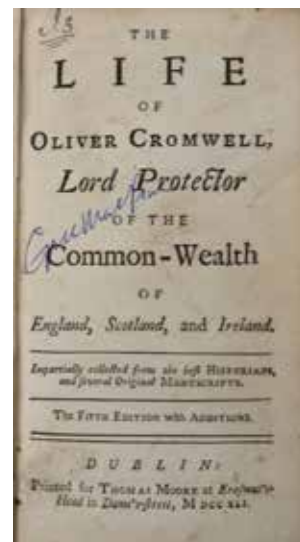 THE
LIFE
OF
OLIVER CROMWELL,
Lord Protector
OF THE
Common-Wealth
OF
England, Scotland, and Ireland.
Impartially collected from the best HISTORIANS,
and several Original MANUSCRIPTS.
The FIFTH EDITION with ADDITIONS.
DUBLIN:
Printed for THOMAS MOORE at Erasmus's-
Head in Dame's-street, M DCC XLI.